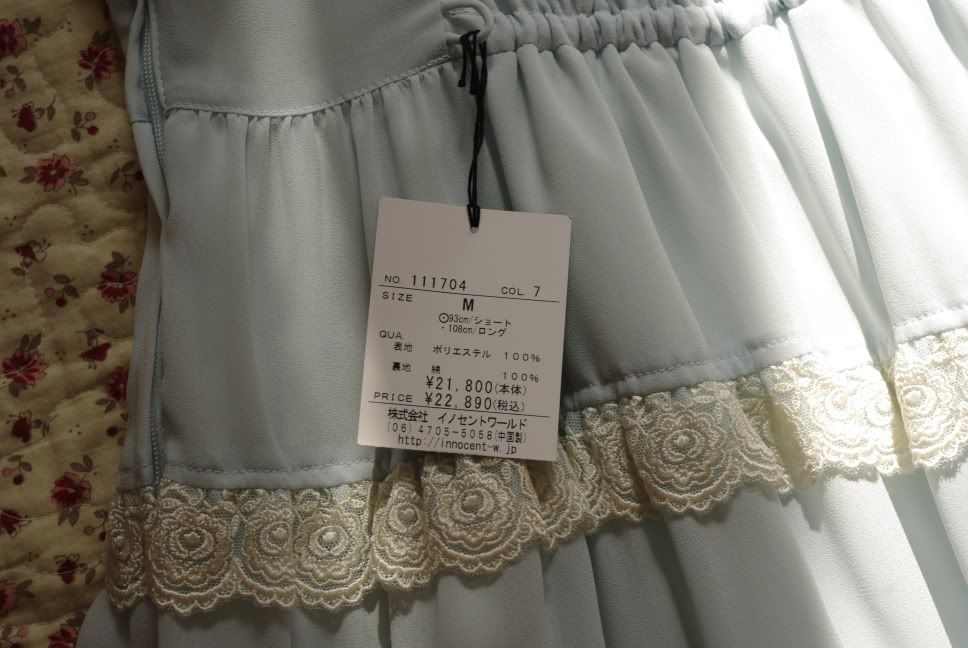 NO. 111704 COL. 7
SIZE M
⊙93cm/ショート
・108cm/ロング
QUA.
表地 ポリエステル 100%
裏地 綿 100%
¥21,800(本体)
PRICE ¥22,890(税込)
株式会社 イノセントワールド
(06)4705-5058(中国製)
http://innocent-w.jp